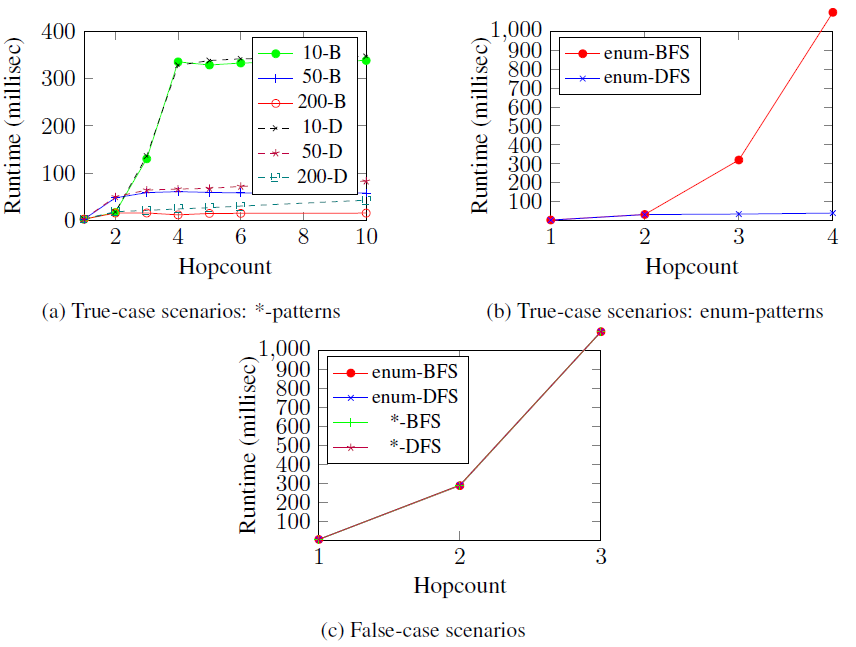 400
300
200
100
0
2
4
6
8
10
Runtime (millisec)
Hopcount
10-B
50-B
200-B
10-D
50-D
200-D
(a) True-case scenarios: *-patterns
1,000
900
800
700
600
500
400
300
200
100
1
2
3
4
Runtime (millisec)
Hopcount
enum-BFS
enum-DFS
(b) True-case scenarios: enum-patterns
1,000
900
800
700
600
500
400
300
200
100
1
2
3
Runtime (millisec)
Hopcount
enum-BFS
enum-DFS
*-BFS
*-DFS
(c) False-case scenarios